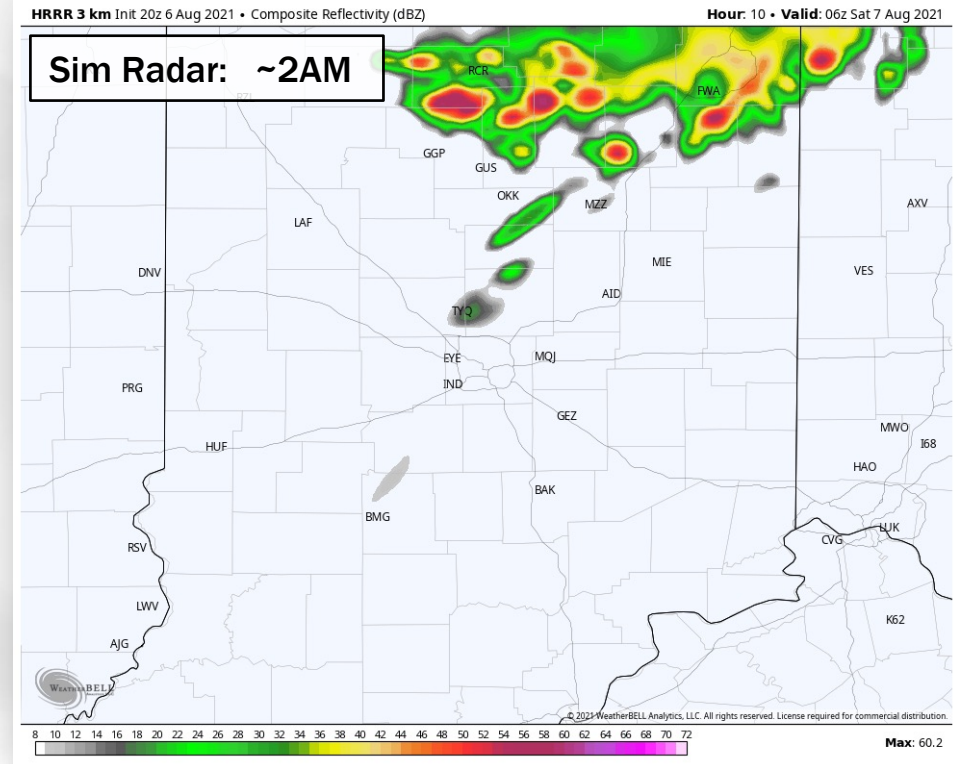 HRRR 3 km Init 20z 6 Aug 2021 • Composite Reflectivity (dBZ) Hour: 10 • Valid: 06z Sat 7 Aug 2021
Sim Radar: ~2AM
RCR
FWA
GGP
GUS
OKK
MZZ
AXV
LAF
MIE
DNV
VES
AID
TYQ
EYE
MQJ
IND
PRG
GEZ
MWO
HUF
I68
HAO
BAK
BMG
LUK
CVG
RSV
LWV
K62
AJG
WEATHERBELL
© 2021 WeatherBELL Analytics, LLC. All rights reserved. License required for commercial distribution.
8 10 12 14 16 18 20 22 24 26 28 30 32 34 36 38 40 42 44 46 48 50 52 54 56 58 60 62 64 66 68 70 72
Max: 60.2